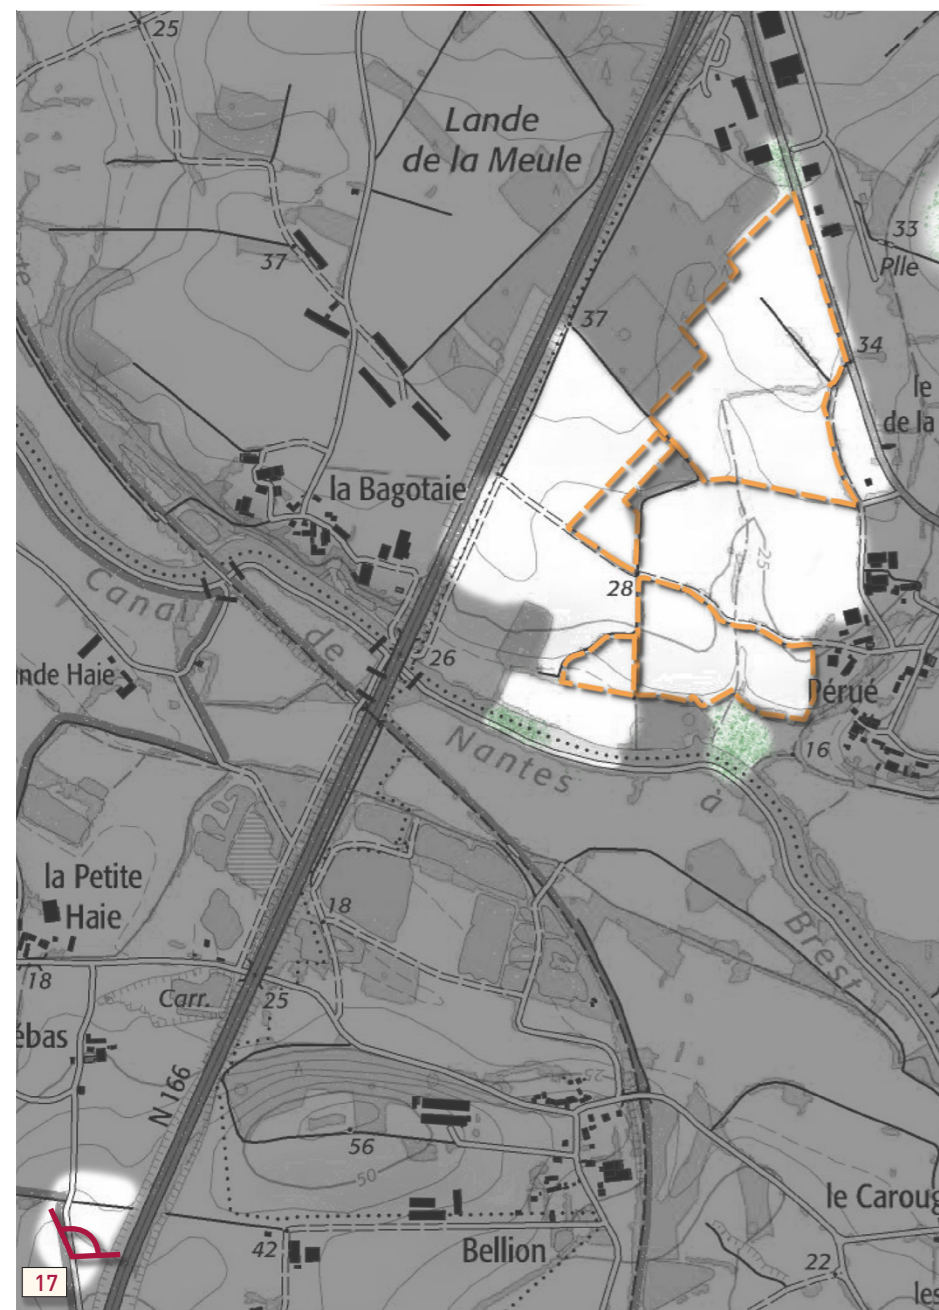 25
Lande
de la Meule
33
Plle
37
37
34
le
de la
la Bagotaie
25
28
Canal
de
26
nde Haie
Pérué
Nantes
à
16
la Petite
Haie
18
Brest
18
Carr.
25
ébas
N 166
25
56
50
le Caroug
42
Bellion
22
17
les